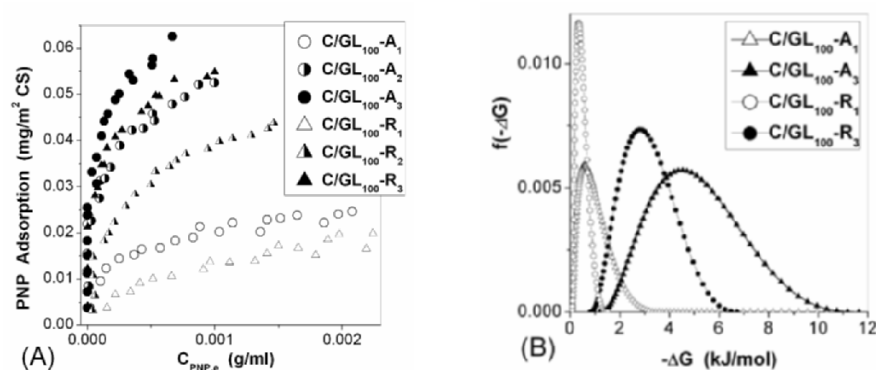 0.06
0.05
0.04
0.03
0.02
0.01
0.00
PNP Adsorption (mg/m² CS)
C/GL₁₀₀-A₁
C/GL₁₀₀-A₂
C/GL₁₀₀-A₃
C/GL₁₀₀-R₁
C/GL₁₀₀-R₂
C/GL₁₀₀-R₃
0.000 0.001 0.002
(A) C_PNP,e (g/ml)
0.010
0.005
0.000
f(-ΔG)
C/GL₁₀₀-A₁
C/GL₁₀₀-A₃
C/GL₁₀₀-R₁
C/GL₁₀₀-R₃
0 2 4 6 8 10 12
(B) -ΔG (kJ/mol)